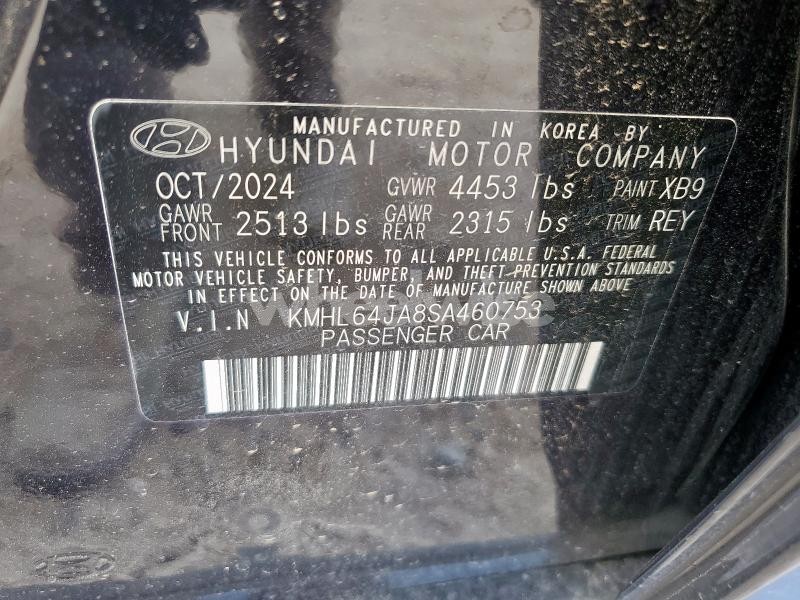 MANUFACTURED IN KOREA BY
HYUNDAI MOTOR COMPANY
OCT/2024 GVWR 4453 lbs PAINT XB9
GAWR FRONT 2513 lbs GAWR REAR 2315 lbs TRIM REY
THIS VEHICLE CONFORMS TO ALL APPLICABLE U.S.A. FEDERAL
MOTOR VEHICLE SAFETY, BUMPER, AND THEFT PREVENTION STANDARDS
IN EFFECT ON THE DATE OF MANUFACTURE SHOWN ABOVE
V.I.N KMHL64JA8SA460753
PASSENGER CAR